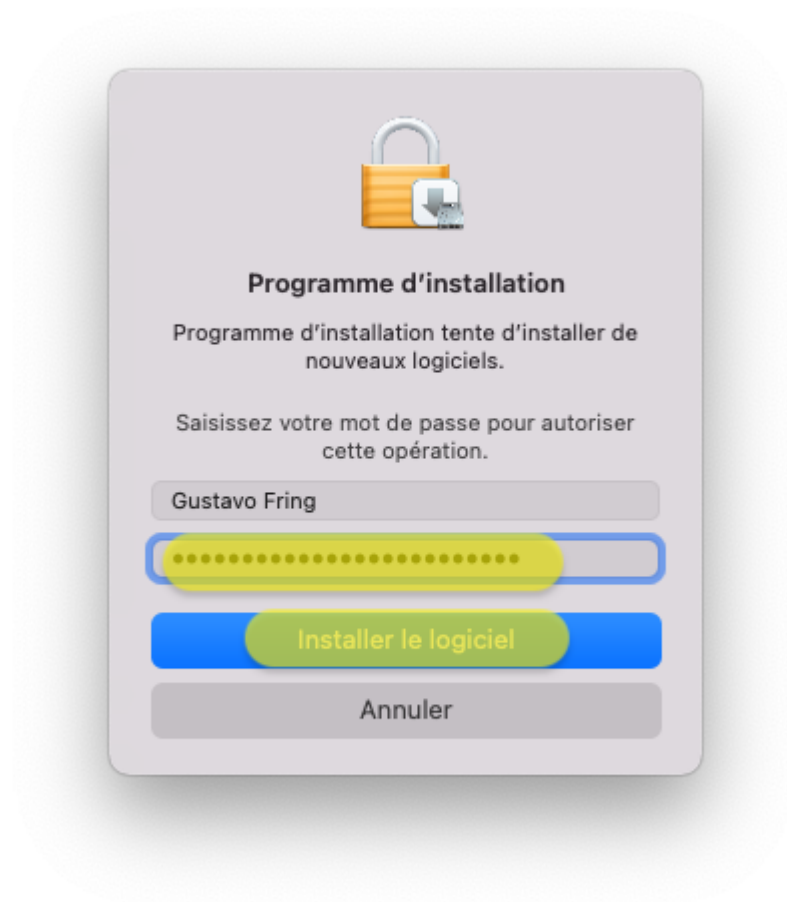 Programme d’installation
Programme d’installation tente d’installer de
nouveaux logiciels.
Saisissez votre mot de passe pour autoriser
cette opération.
Gustavo Fring
•••••••••••••••••••••••••
Installer le logiciel
Annuler